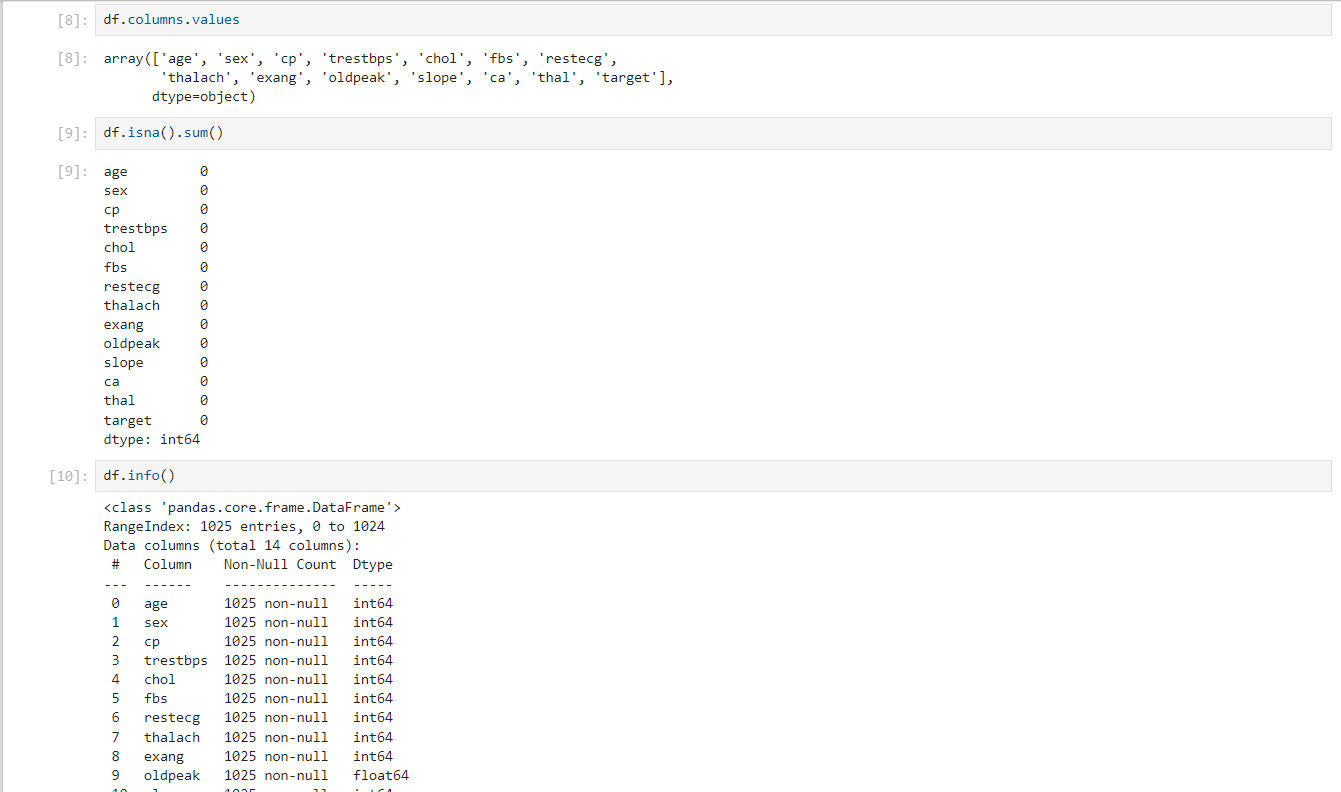 [8]: df.columns.values
[8]: array(['age', 'sex', 'cp', 'trestbps', 'chol', 'fbs', 'restecg',
'thalach', 'exang', 'oldpeak', 'slope', 'ca', 'thal', 'target'],
dtype=object)
[9]: df.isna().sum()
[9]: age 0
sex 0
cp 0
trestbps 0
chol 0
fbs 0
restecg 0
thalach 0
exang 0
oldpeak 0
slope 0
ca 0
thal 0
target 0
dtype: int64
[10]: df.info()
<class 'pandas.core.frame.DataFrame'>
RangeIndex: 1025 entries, 0 to 1024
Data columns (total 14 columns):
# Column Non-Null Count Dtype
--- ------ -------------- -----
0 age 1025 non-null int64
1 sex 1025 non-null int64
2 cp 1025 non-null int64
3 trestbps 1025 non-null int64
4 chol 1025 non-null int64
5 fbs 1025 non-null int64
6 restecg 1025 non-null int64
7 thalach 1025 non-null int64
8 exang 1025 non-null int64
9 oldpeak 1025 non-null float64